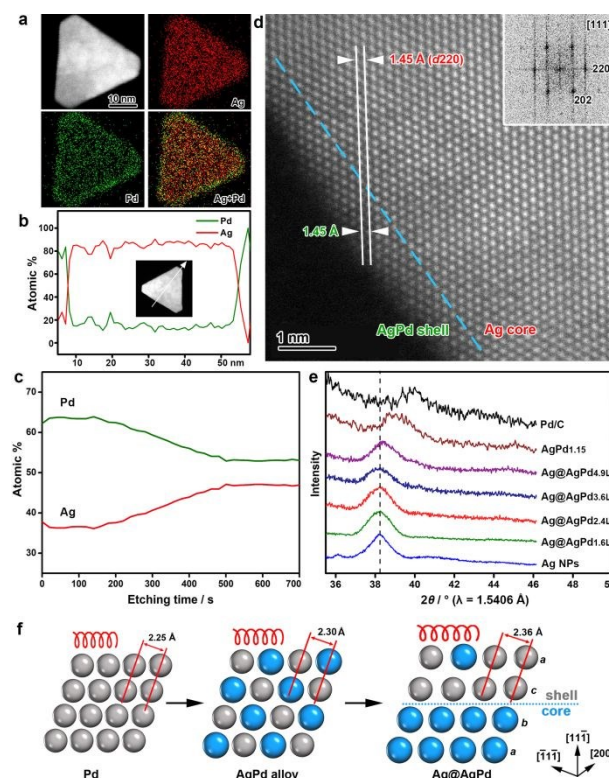 a
10 nm
Ag
Pd
Ag+Pd
b
Pd
Ag
Atomic %
100
80
60
40
20
0
10 20 30 40 50 nm
c
Pd
Ag
Atomic %
70
60
50
40
30
0 100 200 300 400 500 600 700
Etching time / s
d
1.45 Å (d220)
[111]
220
202
1.45 Å
1 nm
AgPd shell
Ag core
e
Intensity
Pd/C
AgPd1.15
Ag@AgPd4.9L
Ag@AgPd3.6L
Ag@AgPd2.4L
Ag@AgPd1.6L
Ag NPs
36 38 40 42 44 46 48
2θ / ° (λ = 1.5406 Å)
f
2.25 Å
2.30 Å
2.36 Å
a
c
shell
core
b
a
Pd
AgPd alloy
Ag@AgPd
[1̄11̄]
[111̄]
[200]